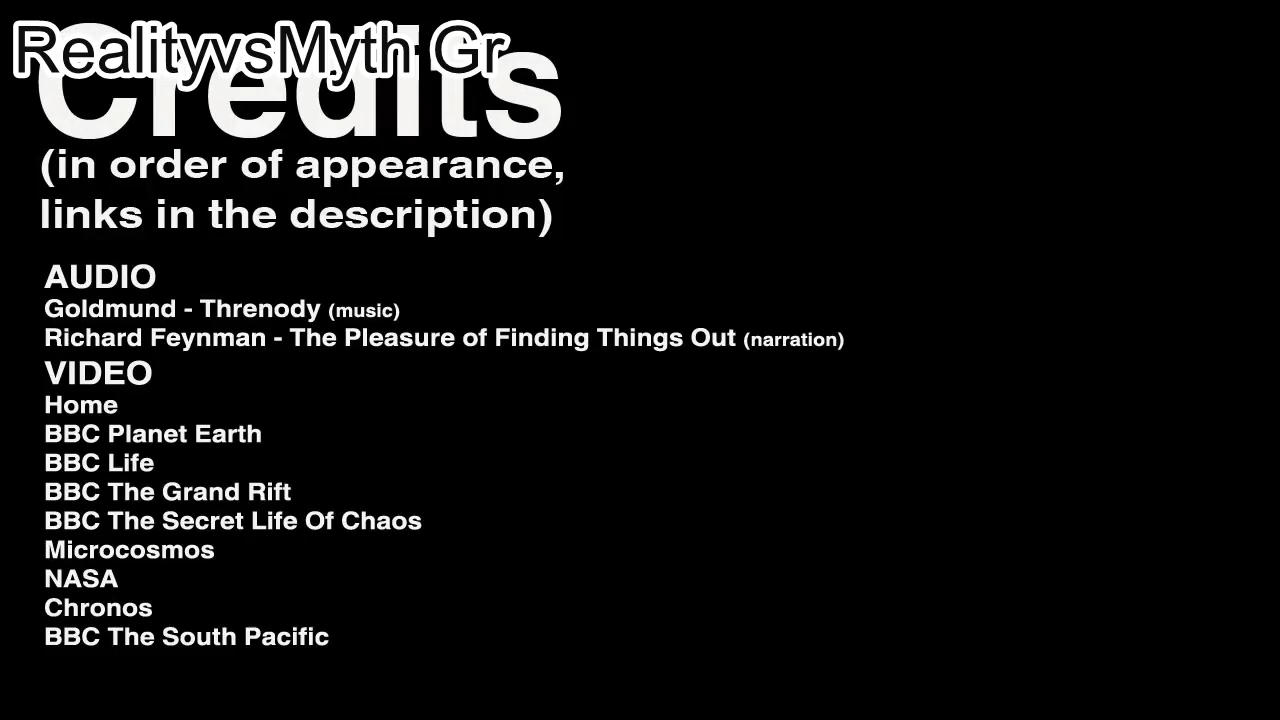 RealityvsMyth Gr
Credits
(in order of appearance,
links in the description)
AUDIO
Goldmund - Threnody (music)
Richard Feynman - The Pleasure of Finding Things Out (narration)
VIDEO
Home
BBC Planet Earth
BBC Life
BBC The Grand Rift
BBC The Secret Life Of Chaos
Microcosmos
NASA
Chronos
BBC The South Pacific